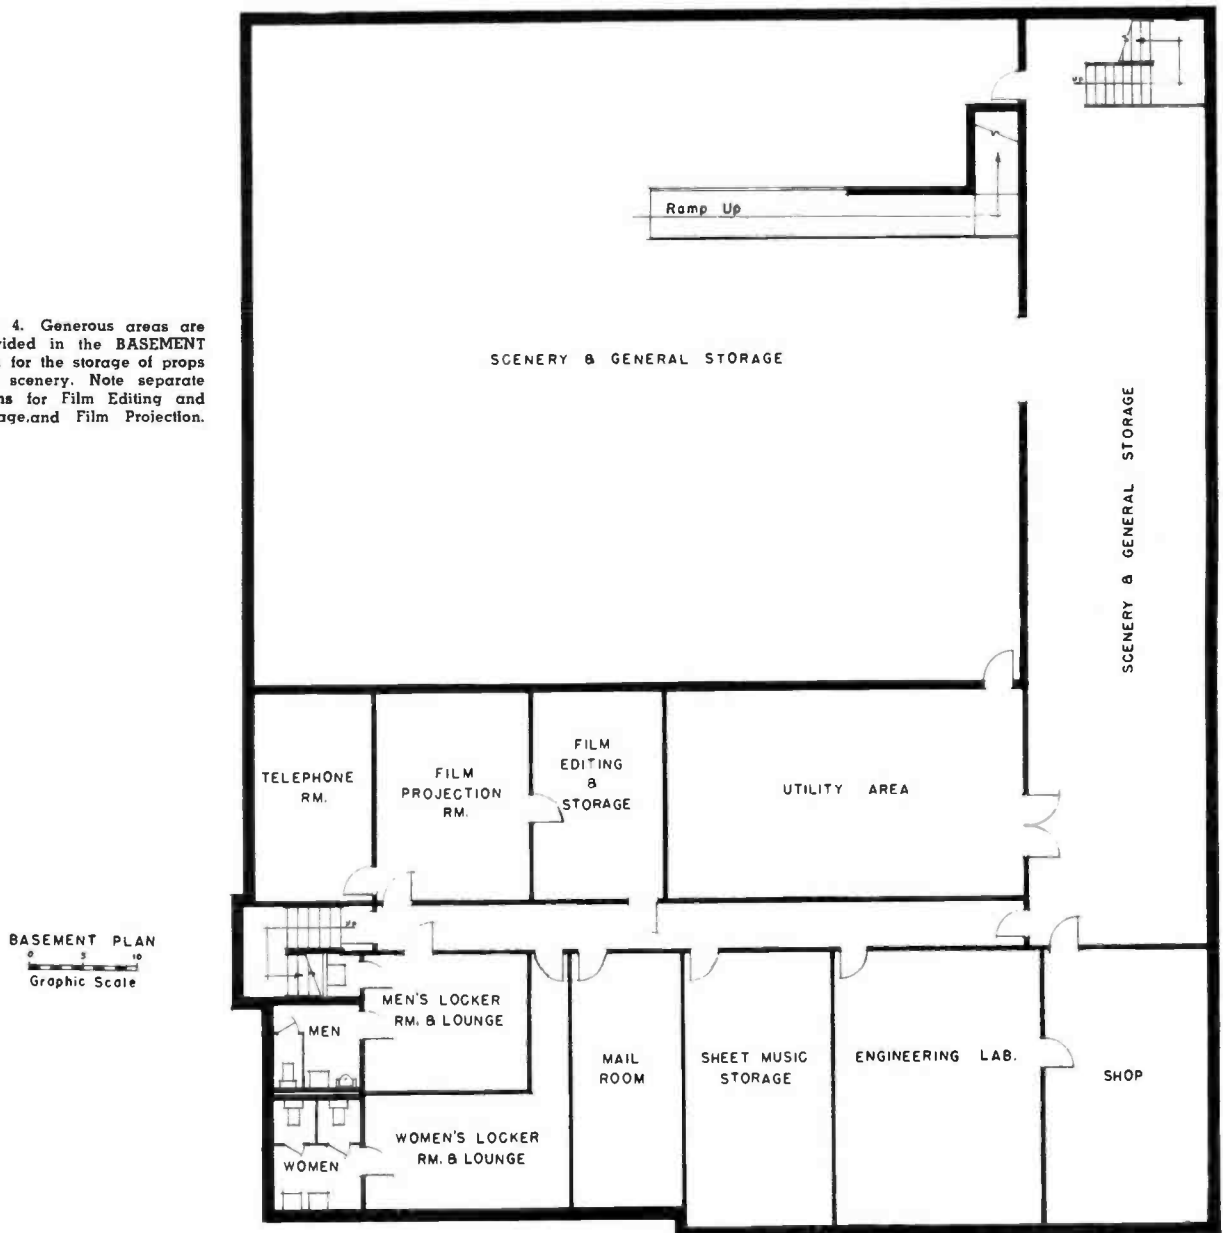 4. Generous areas are
vided in the BASEMENT
for the storage of props
scenery. Note separate
ns for Film Editing and
age,and Film Projection.
BASEMENT PLAN
0 5 10
Graphic Scale
UP
Ramp Up
SCENERY & GENERAL STORAGE
SCENERY & GENERAL STORAGE
TELEPHONE
RM.
FILM
PROJECTION
RM.
FILM
EDITING
&
STORAGE
UTILITY AREA
UP
MEN'S LOCKER
RM. & LOUNGE
MEN
WOMEN'S LOCKER
RM. & LOUNGE
WOMEN
MAIL
ROOM
SHEET MUSIC
STORAGE
ENGINEERING LAB.
SHOP